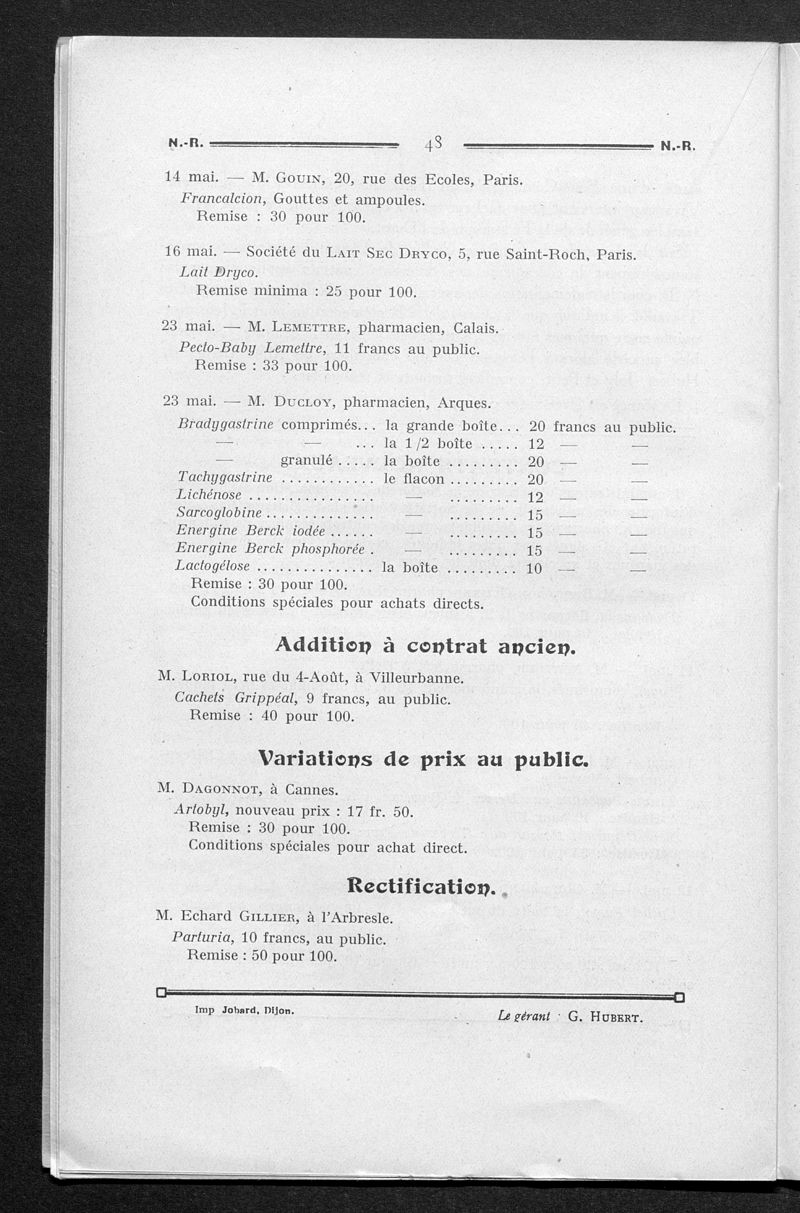 N.-R. 48 N.-R.
14 mai. — M. GOUIN, 20, rue des Ecoles, Paris.
Francalcion, Gouttes et ampoules.
Remise : 30 pour 100.
16 mai. — Société du LAIT SEC DRYCO, 5, rue Saint-Roch, Paris.
Lait Dryco.
Remise minima : 25 pour 100.
23 mai. — M. LEMETTRE, pharmacien, Calais.
Pecto-Baby Lemettre, 11 francs au public.
Remise : 33 pour 100.
23 mai. — M. DUCLOY, pharmacien, Arques.
Bradygastrine comprimés... la grande boîte... 20 francs au public.
— — ... la 1/2 boîte ..... 12 — —
— granulé ..... la boîte ......... 20 — —
Tachygastrine ............ le flacon ......... 20 — —
Lichénose ................ — ......... 12 — —
Sarcoglobine .............. — ......... 15 — —
Energine Berck iodée ...... — ......... 15 — —
Energine Berck phosphorée . — ......... 15 — —
Lactogélose ............... la boîte ......... 10 — —
Remise : 30 pour 100.
Conditions spéciales pour achats directs.
Addition à contrat ancien.
M. LORIOL, rue du 4-Août, à Villeurbanne.
Cachets Grippéal, 9 francs, au public.
Remise : 40 pour 100.
Variations de prix au public.
M. DAGONNOT, à Cannes.
Artobyl, nouveau prix : 17 fr. 50.
Remise : 30 pour 100.
Conditions spéciales pour achat direct.
Rectification.
M. Echard GILLIER, à l'Arbresle.
Parturia, 10 francs, au public.
Remise : 50 pour 100.
Imp Jobard, Dijon.
Le gérant : G. HUBERT.